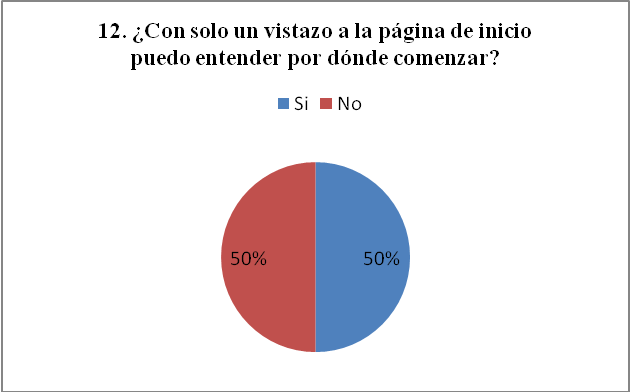 12. ¿Con solo un vistazo a la página de inicio
puedo entender por dónde comenzar?
Si No
50% 50%